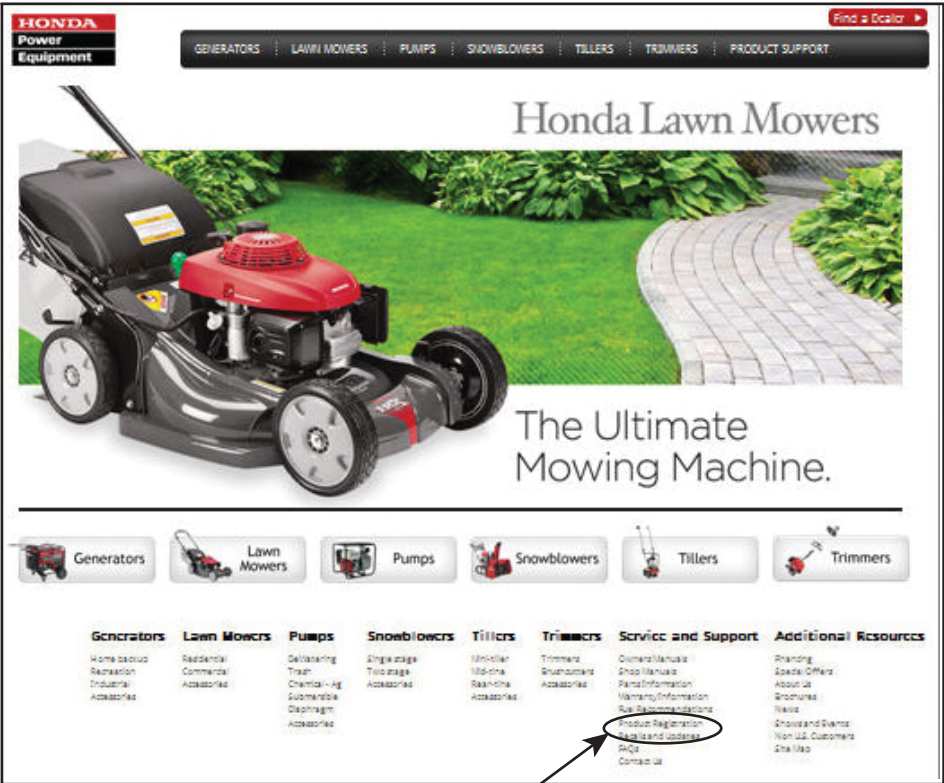 HONDA
Power
Equipment
Find a Dealer
GENERATORS LAWN MOWERS PUMPS SNOWBLOWERS TILLERS TRIMMERS PRODUCT SUPPORT
Honda Lawn Mowers
The Ultimate
Mowing Machine.
Generators
Lawn
Mowers
Pumps
Snowblowers
Tillers
Trimmers
Generators Lawn Mowers Pumps Snowblowers Tillers Trimmers Service and Support Additional Resources
Home backup Residential DeWatering Single stage Mini-tiller Trimmers Owners Manuals Financing
Recreation Commercial Trash Two stage Mid-tine Brushcutters Shop Manuals Special Offers
Industrial Accessories Chemical - Ag Accessories Rear-tine Accessories Parts Information About Us
Accessories Submersible Accessories Warranty Information Brochures
Diaphragm Fuel Recommendations News
Accessories Product Registration Shows and Events
Recalls and Updates Non U.S. Customers
FAQs Site Map
Contact Us